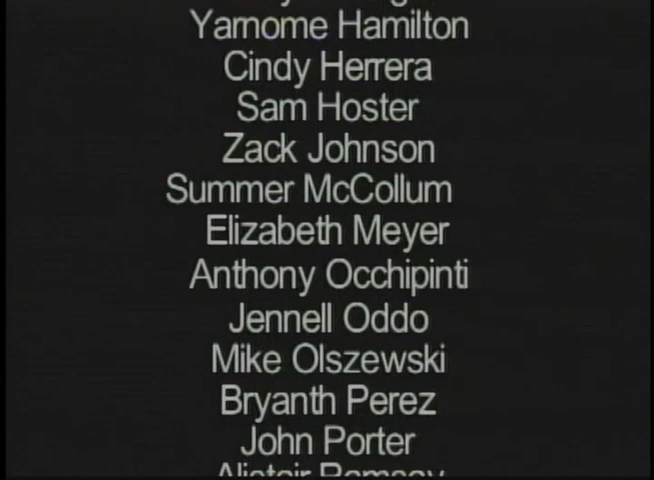 Yarnome Hamilton
Cindy Herrera
Sam Hoster
Zack Johnson
Summer McCollum
Elizabeth Meyer
Anthony Occhipinti
Jennell Oddo
Mike Olszewski
Bryanth Perez
John Porter